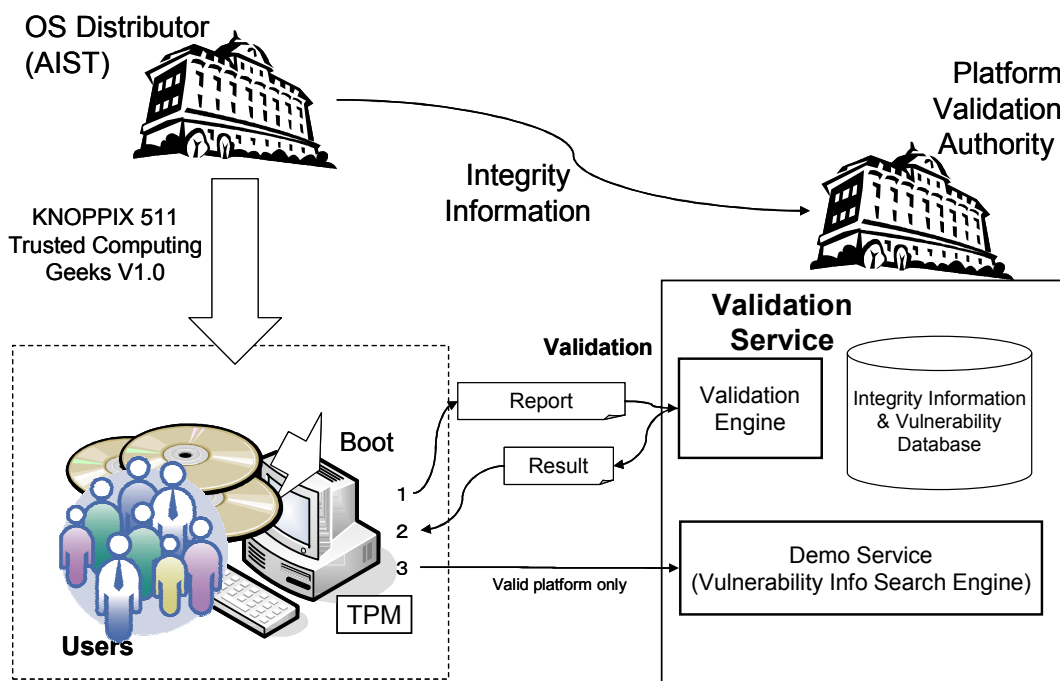 OS Distributor
(AIST)
Platform
Validation
Authority
Integrity
Information
KNOPPIX 511
Trusted Computing
Geeks V1.0
Validation
Service
Validation
Validation
Engine
Integrity Information
& Vulnerability
Database
Report
Result
Boot
1
2
3
Valid platform only
Demo Service
(Vulnerability Info Search Engine)
TPM
Users